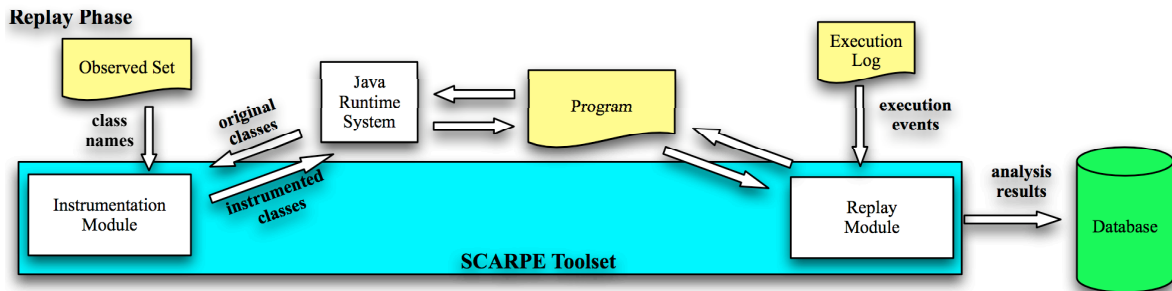 Replay Phase
Observed Set
class
names
original
classes
instrumented
classes
Java
Runtime
System
Program
Execution
Log
execution
events
Instrumentation
Module
Replay
Module
SCARPE Toolset
analysis
results
Database